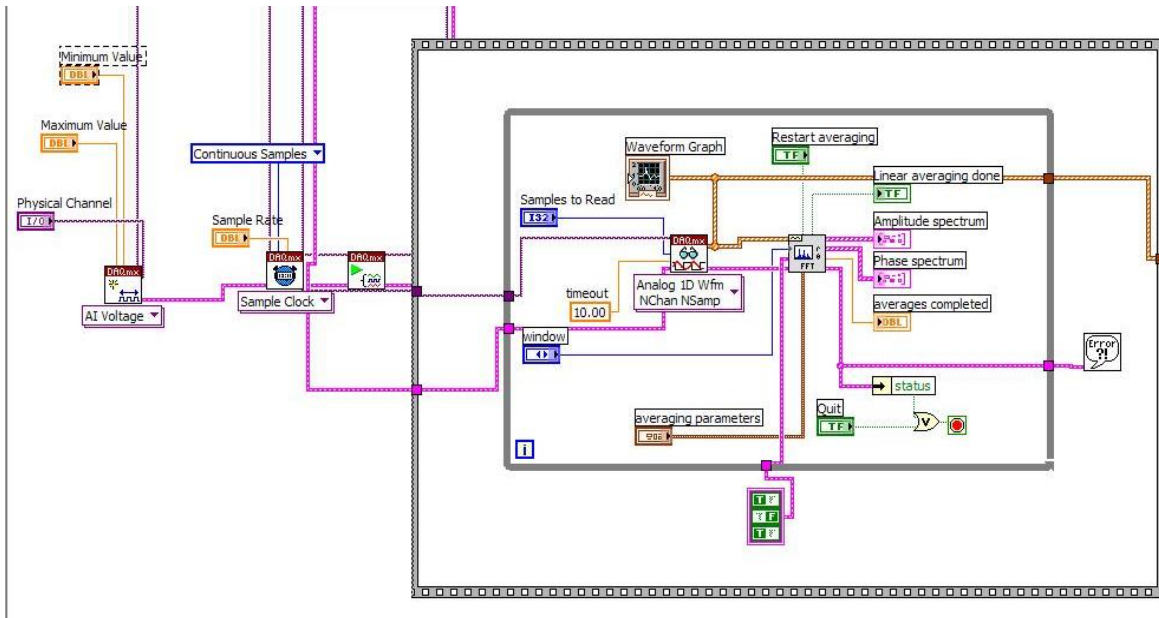 Minimum Value
DBL
Maximum Value
DBL
Continuous Samples
Physical Channel
I/O
Sample Rate
DBL
DAQmx
AI Voltage
DAQmx
Sample Clock
DAQmx
Waveform Graph
Restart averaging
TF
Linear averaging done
TF
Samples to Read
I32
DAQmx
Analog 1D Wfm
NChan NSamp
FFT
Amplitude spectrum
Phase spectrum
averages completed
DBL
timeout
10.00
window
Error
?!
status
averaging parameters
Quit
TF
V
i
T F
T F
T F